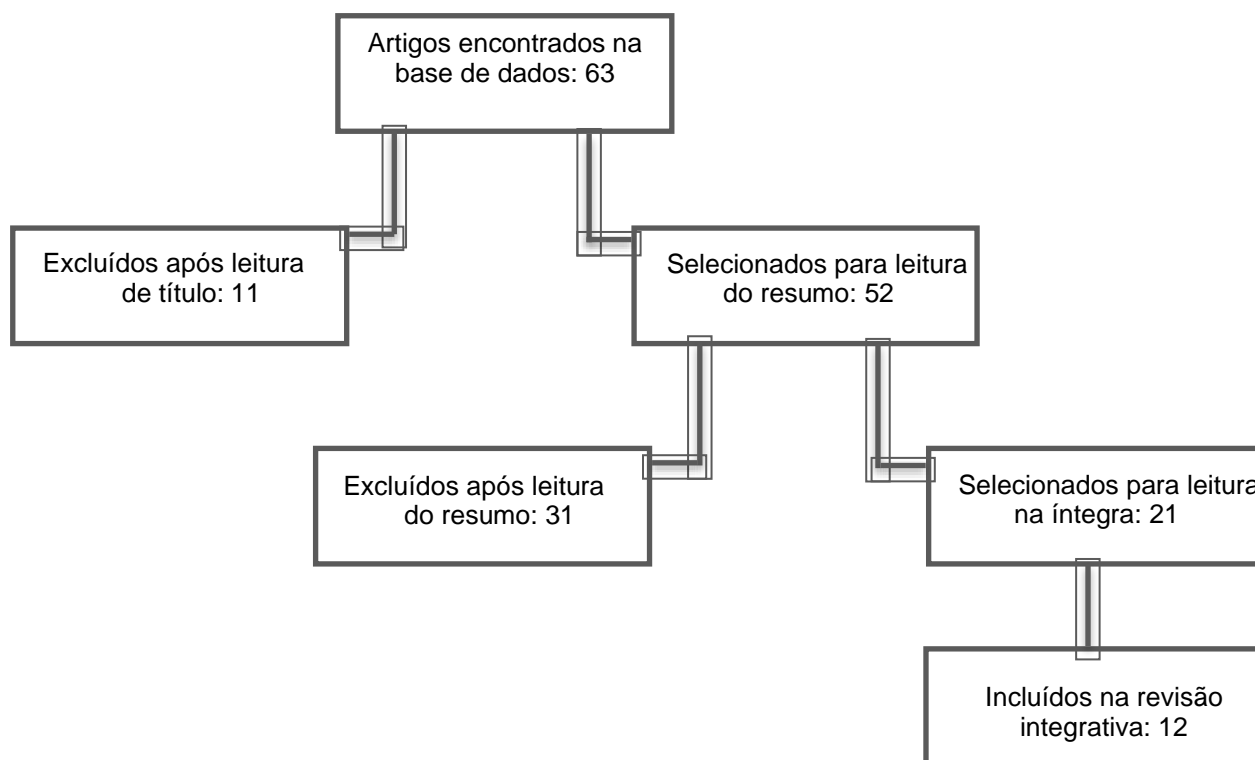 Artigos encontrados na
base de dados: 63
Excluídos após leitura
de título: 11
Selecionados para leitura
do resumo: 52
Excluídos após leitura
do resumo: 31
Selecionados para leitura
na íntegra: 21
Incluídos na revisão
integrativa: 12